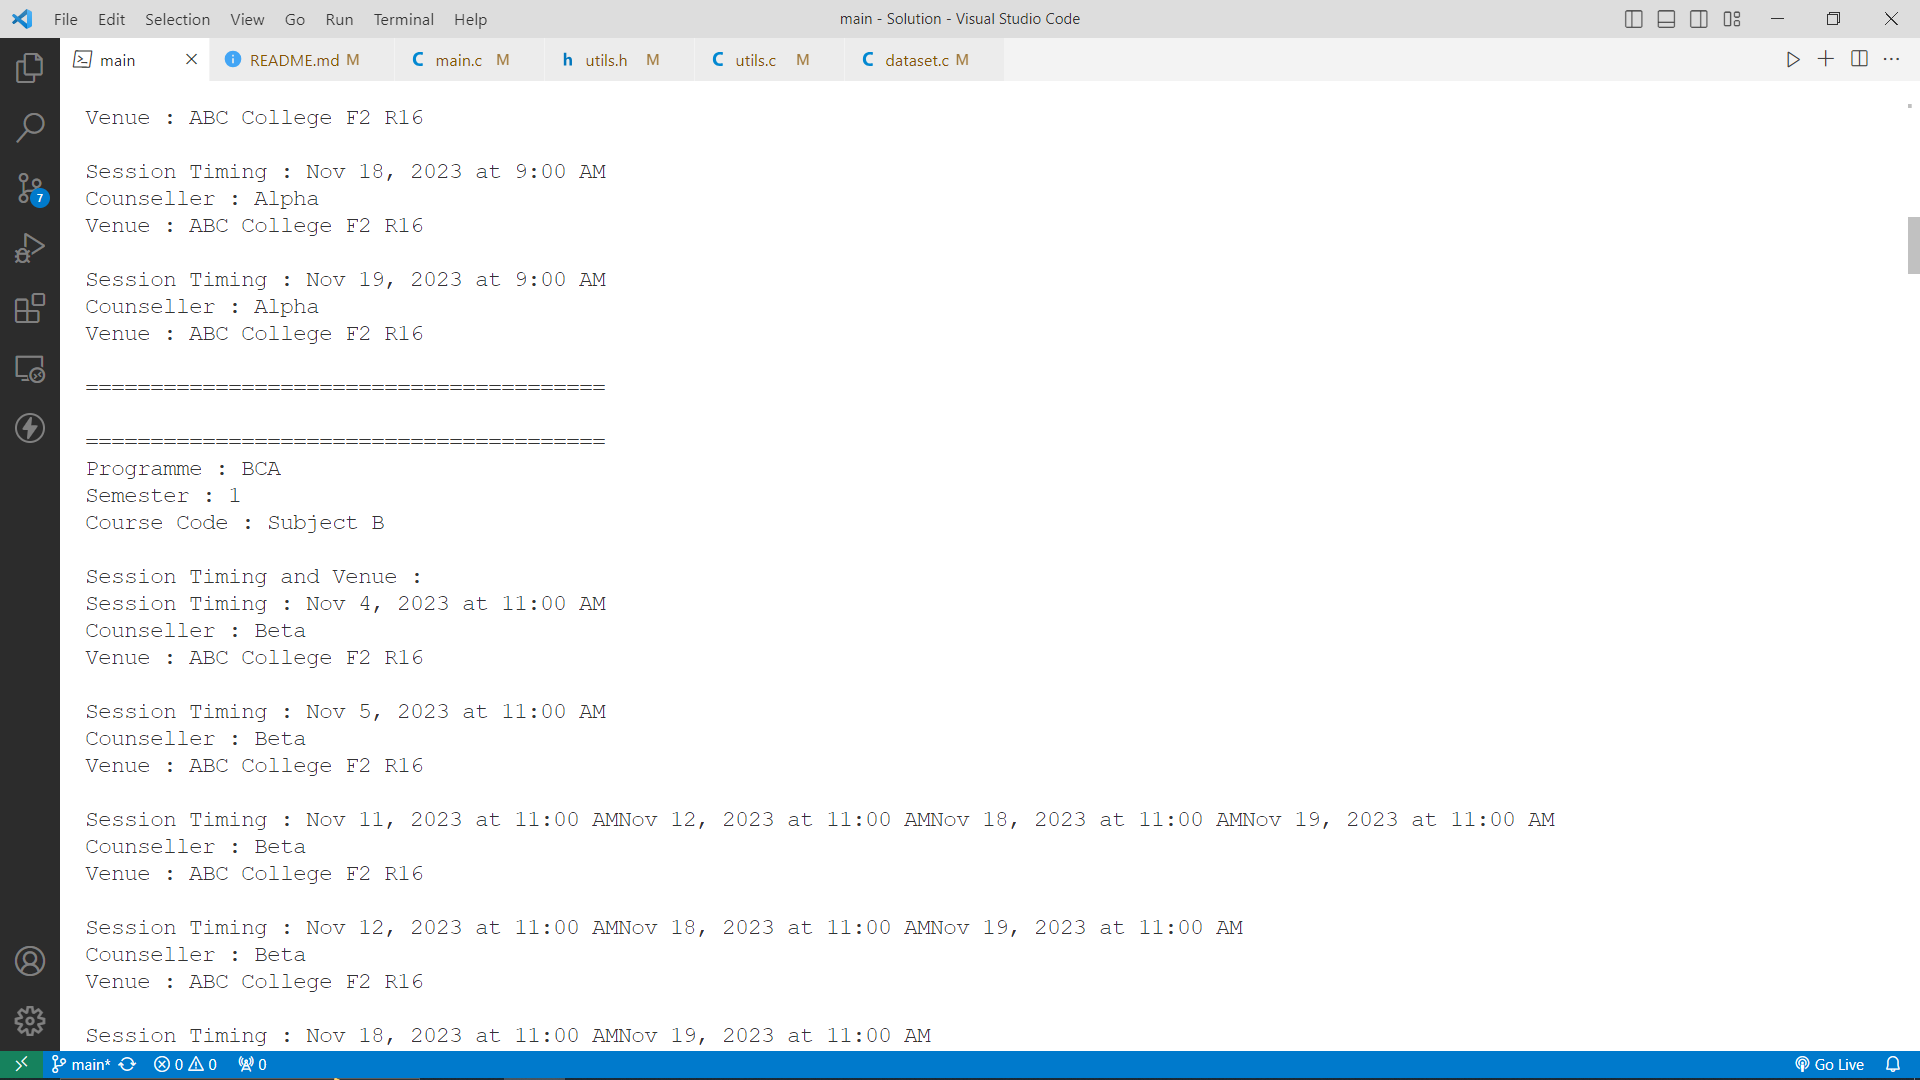 File Edit Selection View Go Run Terminal Help
main - Solution - Visual Studio Code
main README.md M main.c M utils.h M utils.c M dataset.c M
Venue : ABC College F2 R16
Session Timing : Nov 18, 2023 at 9:00 AM
Counseller : Alpha
Venue : ABC College F2 R16
Session Timing : Nov 19, 2023 at 9:00 AM
Counseller : Alpha
Venue : ABC College F2 R16
========================================
========================================
Programme : BCA
Semester : 1
Course Code : Subject B
Session Timing and Venue :
Session Timing : Nov 4, 2023 at 11:00 AM
Counseller : Beta
Venue : ABC College F2 R16
Session Timing : Nov 5, 2023 at 11:00 AM
Counseller : Beta
Venue : ABC College F2 R16
Session Timing : Nov 11, 2023 at 11:00 AMNov 12, 2023 at 11:00 AMNov 18, 2023 at 11:00 AMNov 19, 2023 at 11:00 AM
Counseller : Beta
Venue : ABC College F2 R16
Session Timing : Nov 12, 2023 at 11:00 AMNov 18, 2023 at 11:00 AMNov 19, 2023 at 11:00 AM
Counseller : Beta
Venue : ABC College F2 R16
Session Timing : Nov 18, 2023 at 11:00 AMNov 19, 2023 at 11:00 AM
7
main* 0 0 0 Go Live